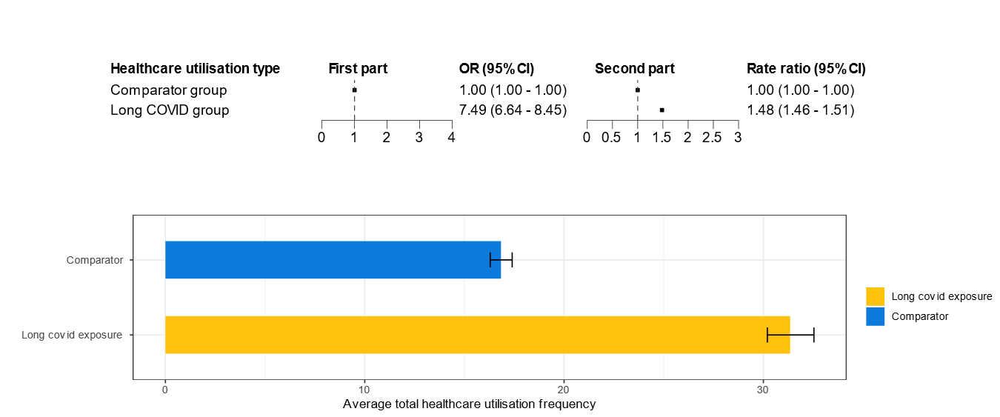 Healthcare utilisation type First part OR (95% CI) Second part Rate ratio (95% CI)
Comparator group 1.00 (1.00 - 1.00) 1.00 (1.00 - 1.00)
Long COVID group 7.49 (6.64 - 8.45) 1.48 (1.46 - 1.51)
0 1 2 3 4 0 0.5 1 1.5 2 2.5 3
Comparator
Long covid exposure
0 10 20 30
Average total healthcare utilisation frequency
Long covid exposure
Comparator